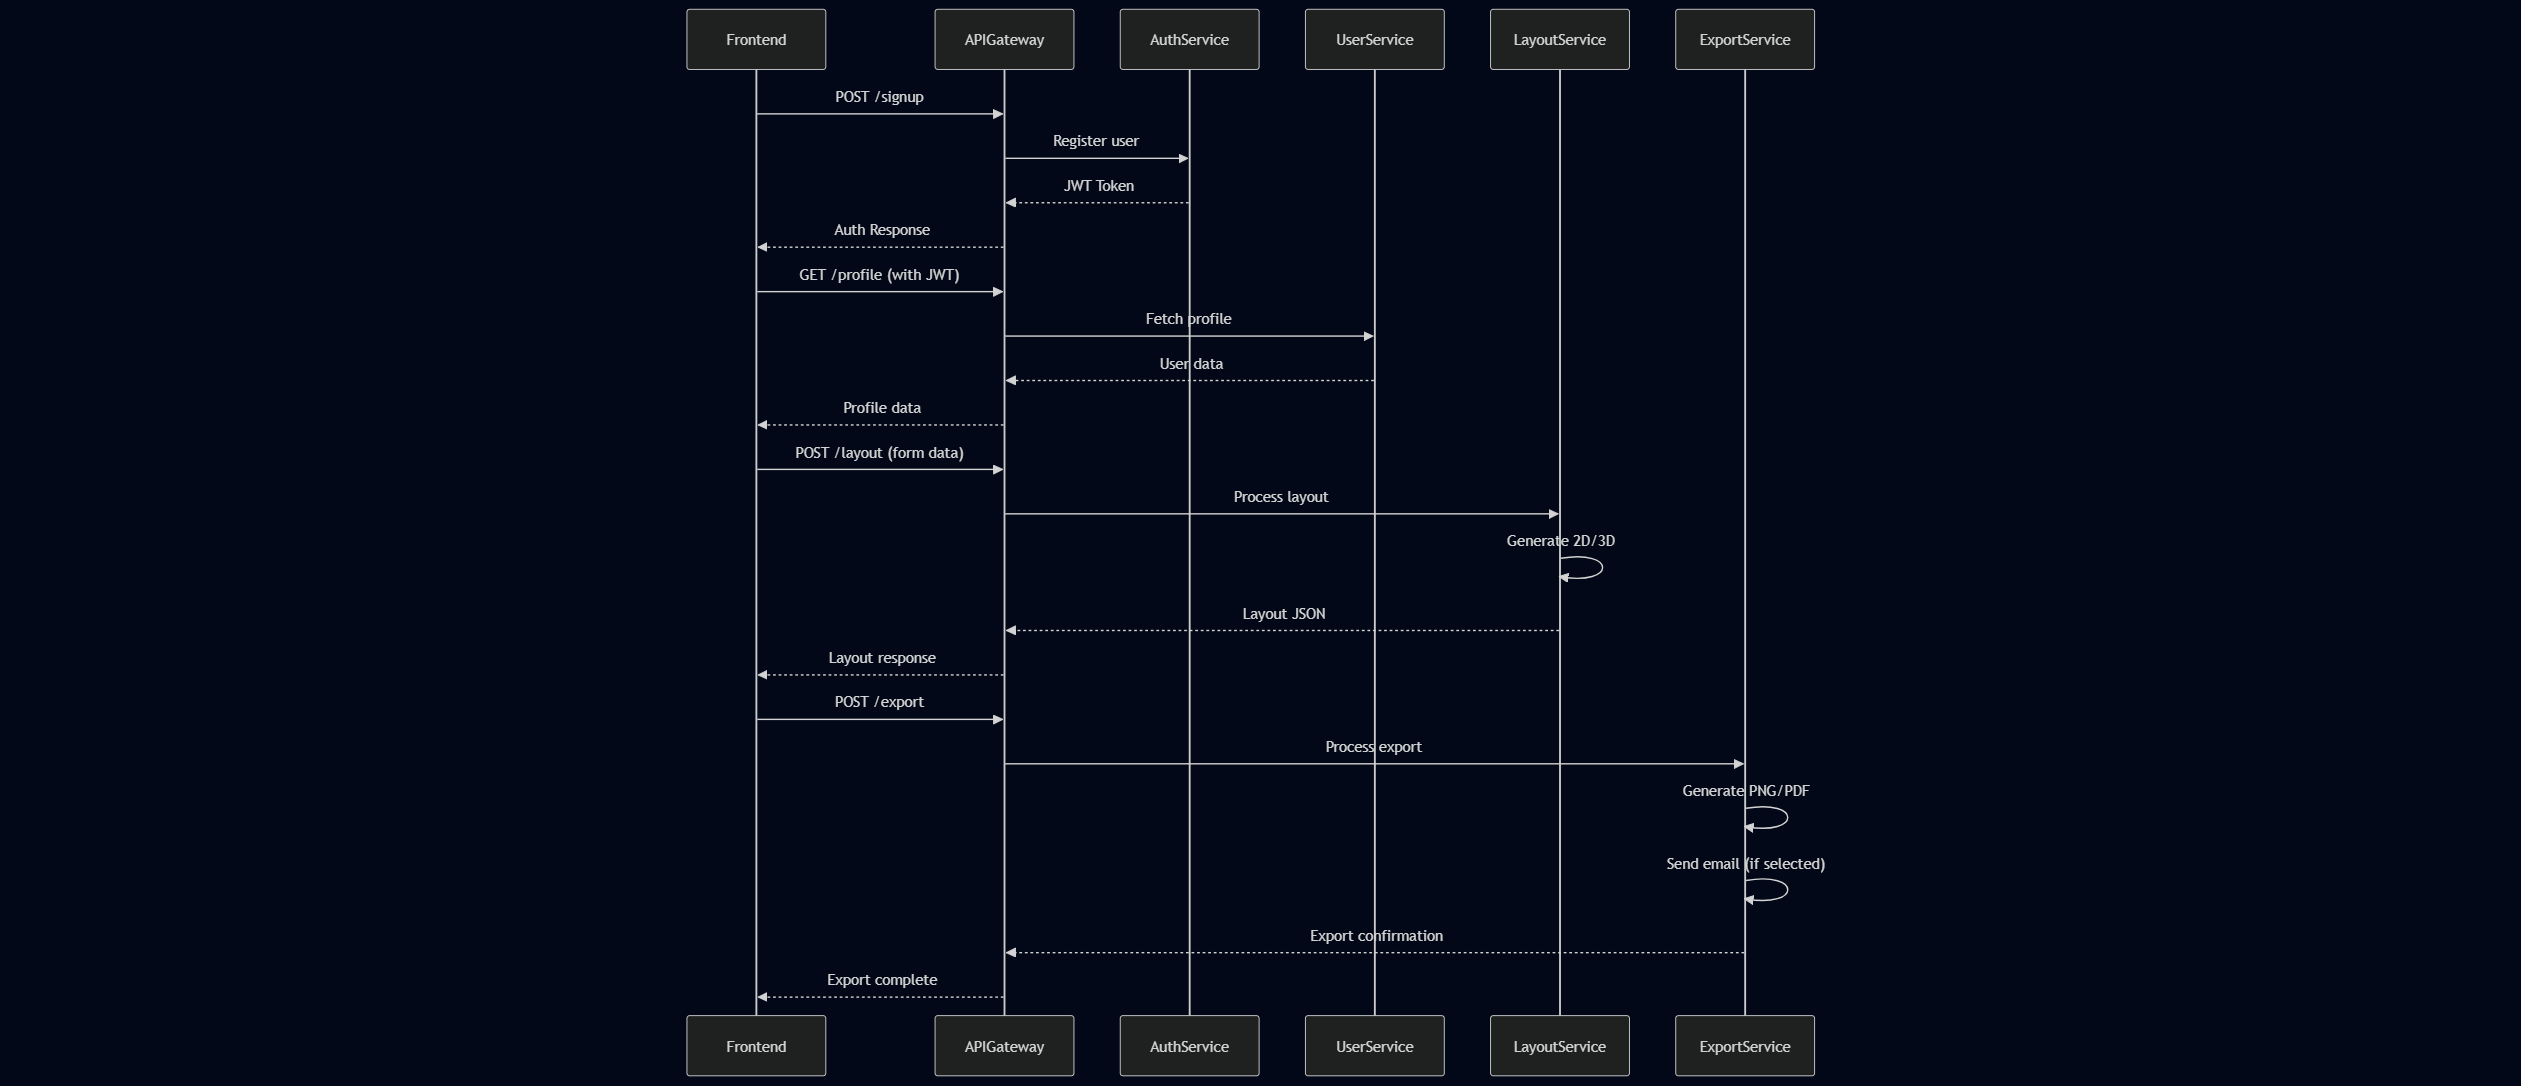 Frontend
APIGateway
AuthService
UserService
LayoutService
ExportService
POST /signup
Register user
JWT Token
Auth Response
GET /profile (with JWT)
Fetch profile
User data
Profile data
POST /layout (form data)
Process layout
Generate 2D/3D
Layout JSON
Layout response
POST /export
Process export
Generate PNG/PDF
Send email (if selected)
Export confirmation
Export complete
Frontend
APIGateway
AuthService
UserService
LayoutService
ExportService